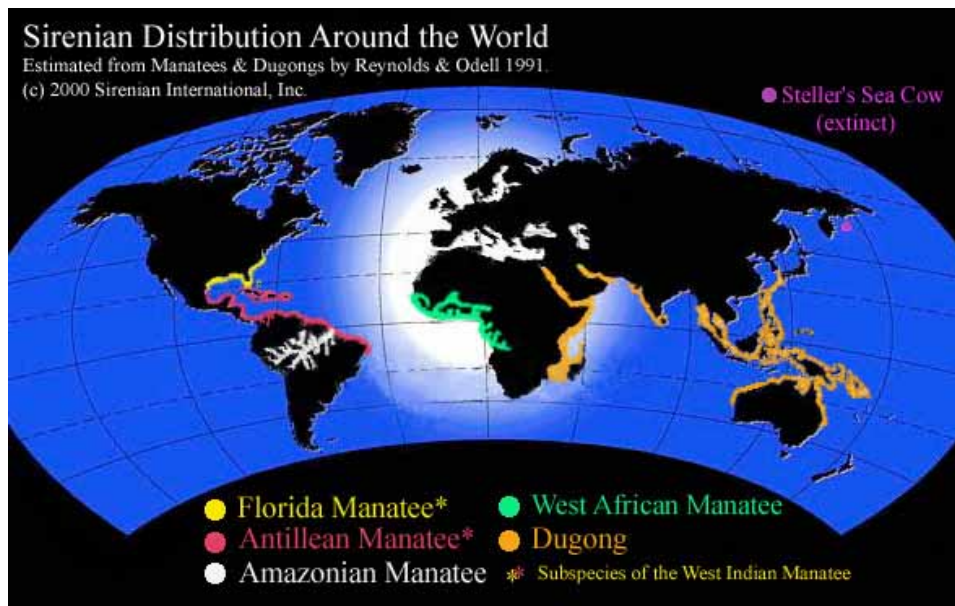 Sirenian Distribution Around the World
Estimated from Manatees & Dugongs by Reynolds & Odell 1991.
(c) 2000 Sirenian International, Inc.
Steller's Sea Cow
(extinct)
Florida Manatee*
Antillean Manatee*
Amazonian Manatee
West African Manatee
Dugong
** Subspecies of the West Indian Manatee